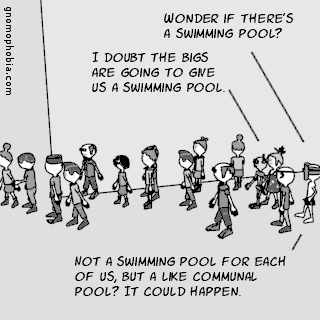 gnomophobia.com
WONDER IF THERE'S
A SWIMMING POOL?
I DOUBT THE BIGS
ARE GOING TO GIVE
US A SWIMMING POOL.
NOT A SWIMMING POOL FOR EACH
OF US, BUT A LIKE COMMUNAL
POOL? IT COULD HAPPEN.